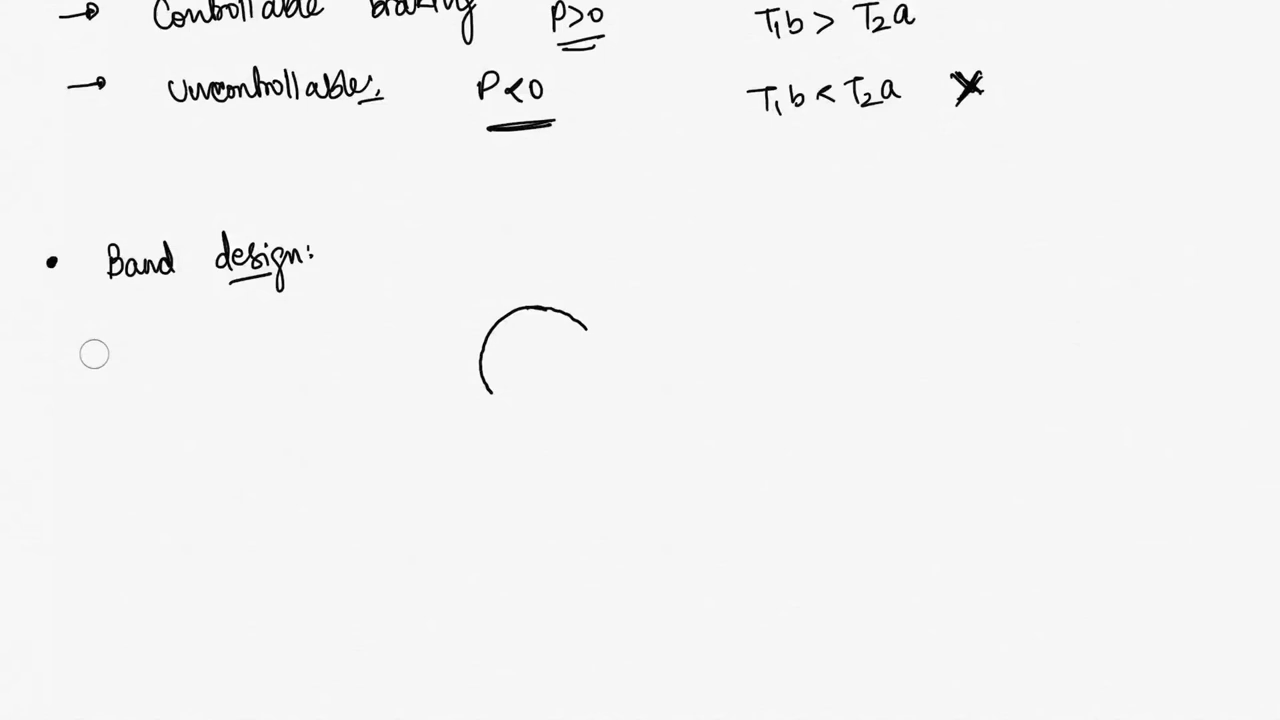 → Controllable braking P>0 T₁b > T₂a
→ Uncontrollable: P<0 T₁b < T₂a ✗
• Band design: